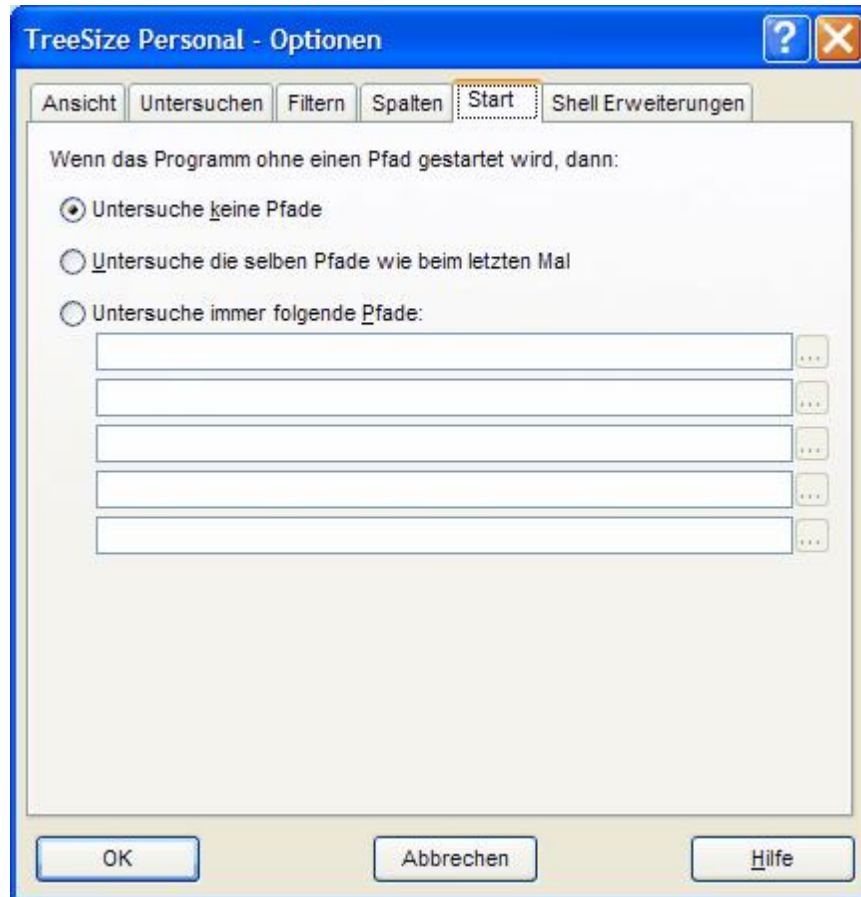 TreeSize Personal - Optionen
Ansicht Untersuchen Filtern Spalten Start Shell Erweiterungen
Wenn das Programm ohne einen Pfad gestartet wird, dann:
Untersuche keine Pfade
Untersuche die selben Pfade wie beim letzten Mal
Untersuche immer folgende Pfade:
...
...
...
...
...
OK Abbrechen Hilfe